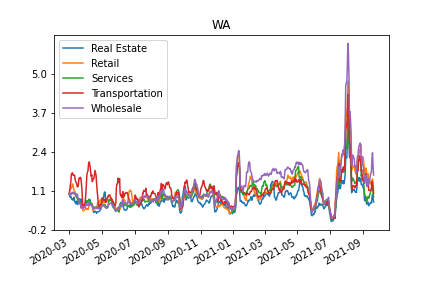 WA
Real Estate
Retail
Services
Transportation
Wholesale
5.0
3.7
2.4
1.1
-0.2
2020-03
2020-05
2020-07
2020-09
2020-11
2021-01
2021-03
2021-05
2021-07
2021-09